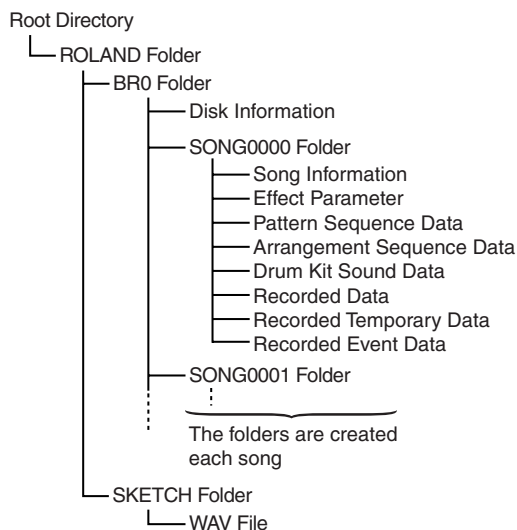 Root Directory
ROLAND Folder
BR0 Folder
Disk Information
SONG0000 Folder
Song Information
Effect Parameter
Pattern Sequence Data
Arrangement Sequence Data
Drum Kit Sound Data
Recorded Data
Recorded Temporary Data
Recorded Event Data
SONG0001 Folder
The folders are created
each song
SKETCH Folder
WAV File